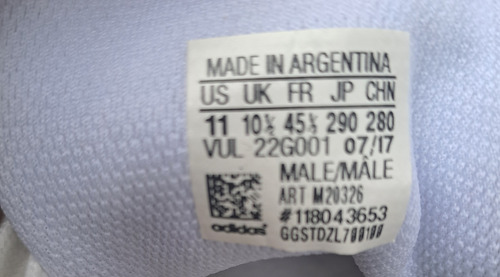 MADE IN ARGENTINA
US UK FR JP CHN
11 10½ 45⅓ 290 280
VUL 22G001 07/17
MALE/MÂLE
ART M20326
#118043653
adidas GGSTDZL700100